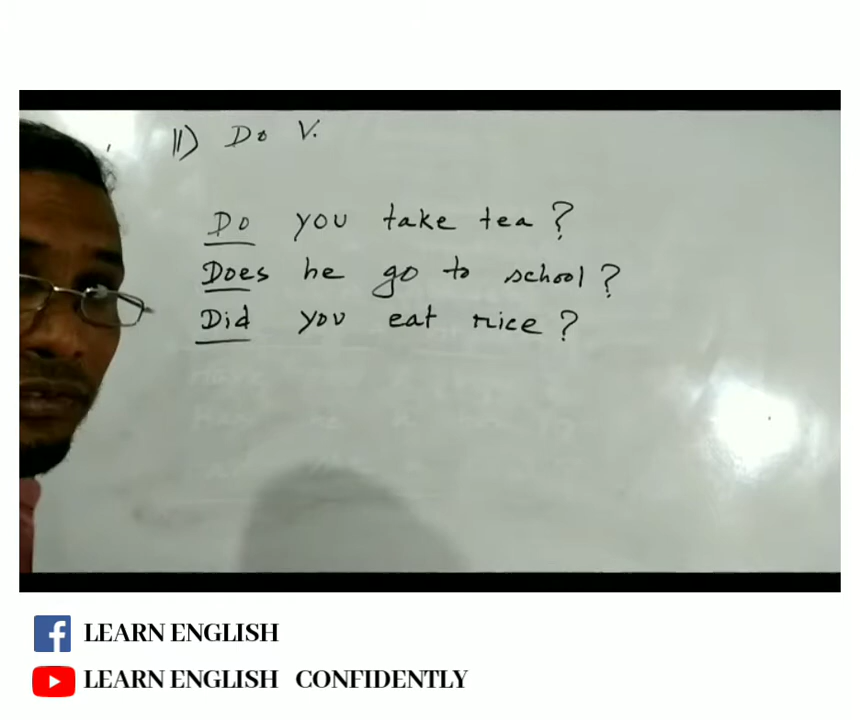 II) Do V.
Do you take tea ?
Does he go to school ?
Did you eat rice ?
LEARN ENGLISH
LEARN ENGLISH CONFIDENTLY